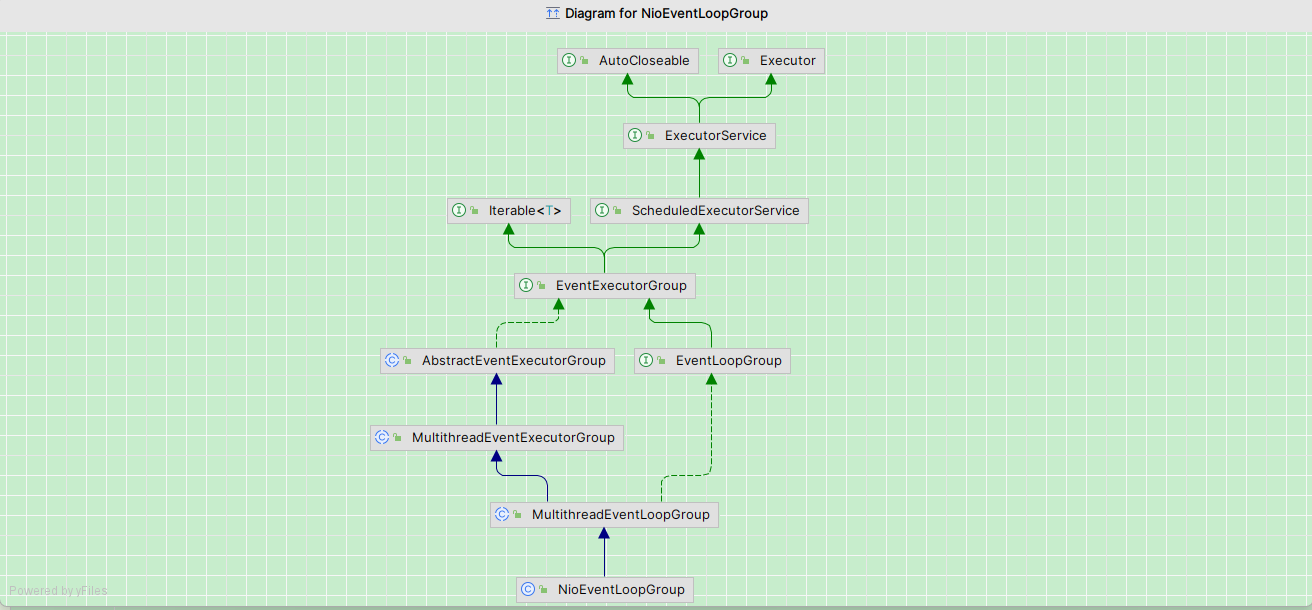 Diagram for NioEventLoopGroup
AutoCloseable
Executor
ExecutorService
Iterable<T>
ScheduledExecutorService
EventExecutorGroup
AbstractEventExecutorGroup
EventLoopGroup
MultithreadEventExecutorGroup
MultithreadEventLoopGroup
NioEventLoopGroup
Powered by yFiles